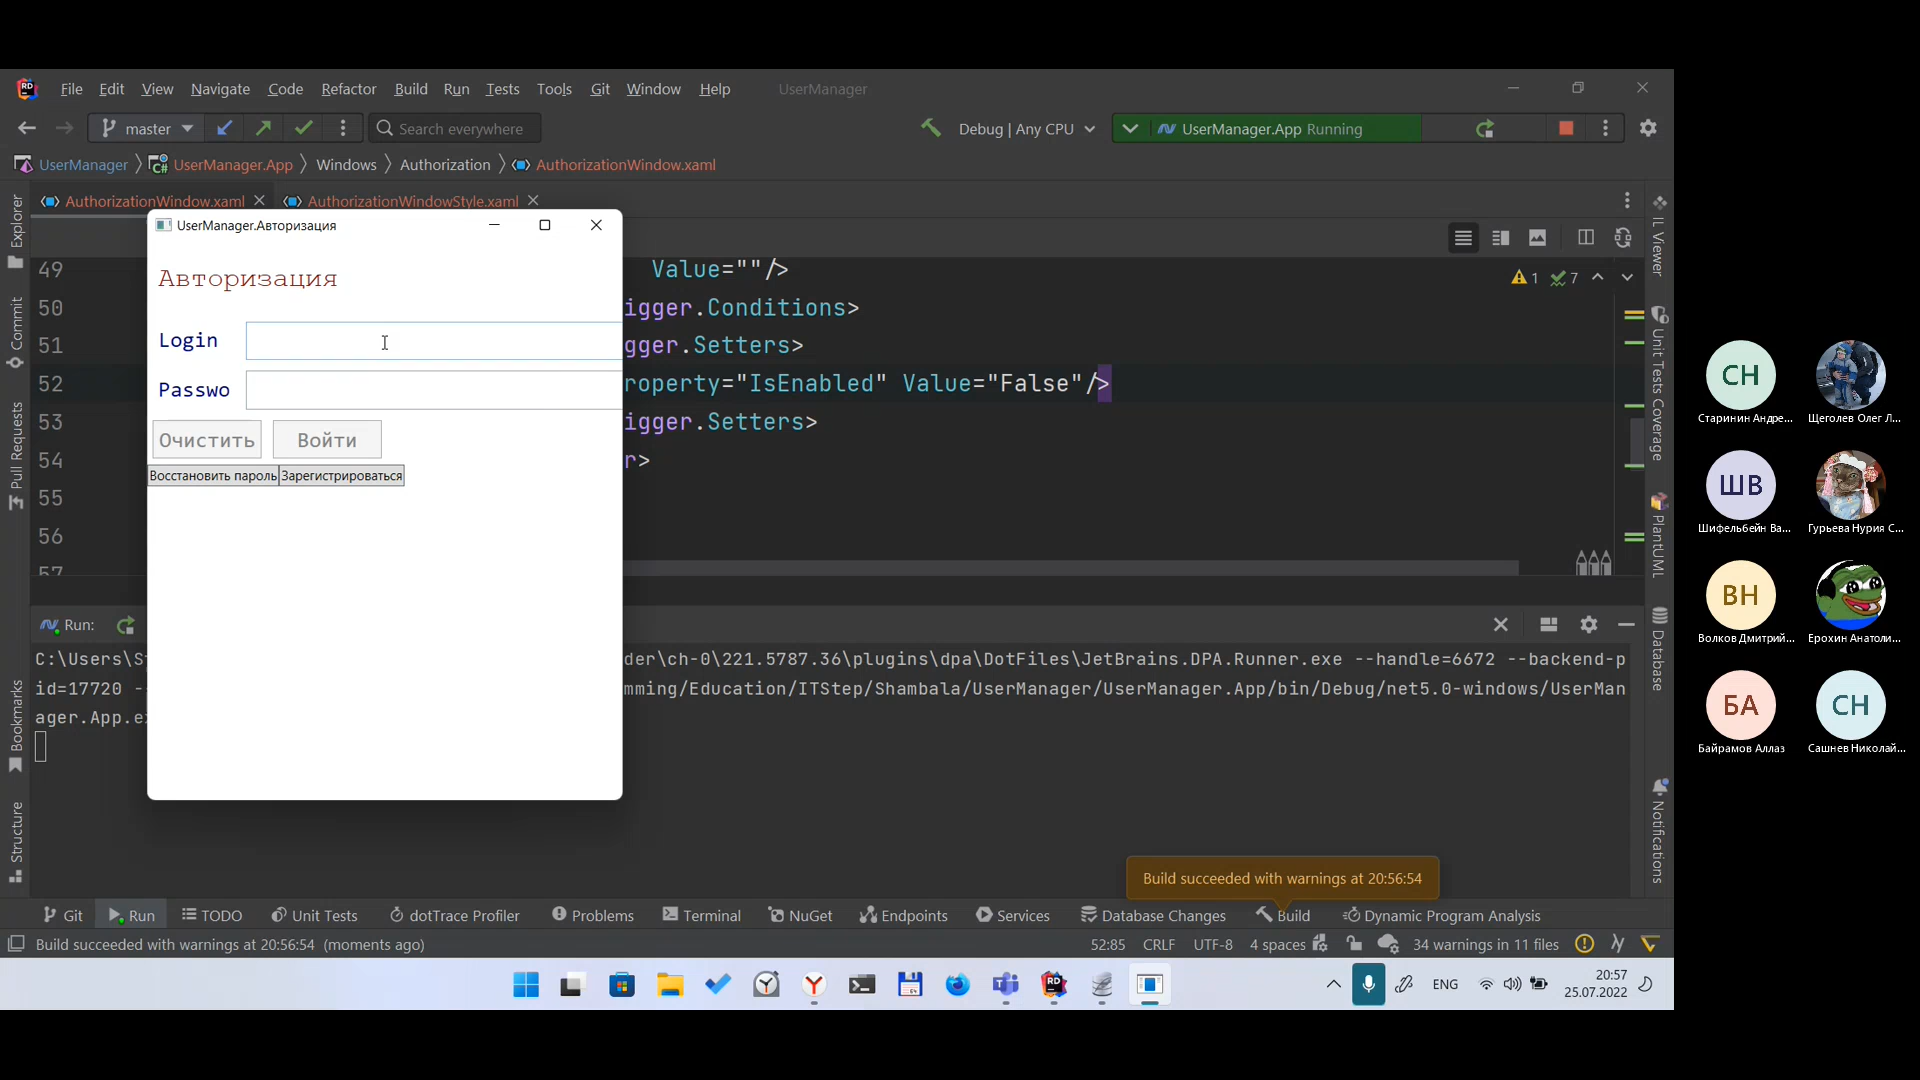 File Edit View Navigate Code Refactor Build Run Tests Tools Git Window Help UserManager
master Search everywhere Debug | Any CPU UserManager.App Running
UserManager UserManager.App Windows Authorization AuthorizationWindow.xaml
AuthorizationWindow.xaml AuthorizationWindowStyle.xaml
Explorer
Commit
Pull Requests
Bookmarks
Structure
UserManager.Авторизация
Авторизация
Login
Passwo
Очистить Войти
Восстановить пароль Зарегистрироваться
49 Value=""/>
50 igger.Conditions>
51 gger.Setters>
52 roperty="IsEnabled" Value="False"/>
53 igger.Setters>
54 r>
55
56
57
1 7
IL Viewer
Unit Tests Coverage
PlantUML
Database
Notifications
Run:
C:\Users\S der\ch-0\221.5787.36\plugins\dpa\DotFiles\JetBrains.DPA.Runner.exe --handle=6672 --backend-p
id=17720 - mming/Education/ITStep/Shambala/UserManager/UserManager.App/bin/Debug/net5.0-windows/UserMan
ager.App.e
Build succeeded with warnings at 20:56:54
Git Run TODO Unit Tests dotTrace Profiler Problems Terminal NuGet Endpoints Services Database Changes Build Dynamic Program Analysis
Build succeeded with warnings at 20:56:54 (moments ago) 52:85 CRLF UTF-8 4 spaces 34 warnings in 11 files
ENG 20:57
25.07.2022
СН
Старинин Андре...
Щеголев Олег Л...
ШВ
Шифельбейн Ва...
Гурьева Нурия С...
ВН
Волков Дмитрий...
Ерохин Анатоли...
БА
Байрамов Аллаз
СН
Сашнев Николай...